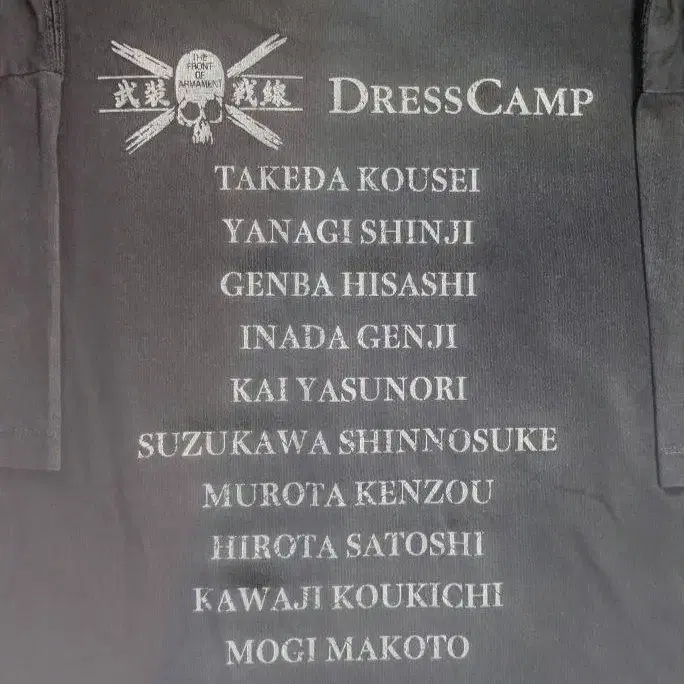 THE
FRONT
OF
ARMAMENT
武装戦線
DRESSCAMP
TAKEDA KOUSEI
YANAGI SHINJI
GENBA HISASHI
INADA GENJI
KAI YASUNORI
SUZUKAWA SHINNOSUKE
MUROTA KENZOU
HIROTA SATOSHI
KAWAJI KOUKICHI
MOGI MAKOTO